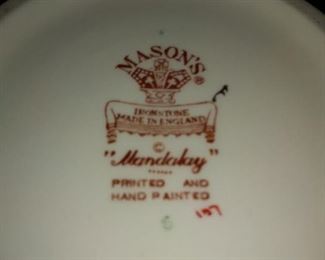 MASON'S®
IRONSTONE
MADE IN ENGLAND
©
"Mandalay"
PRINTED AND
HAND PAINTED